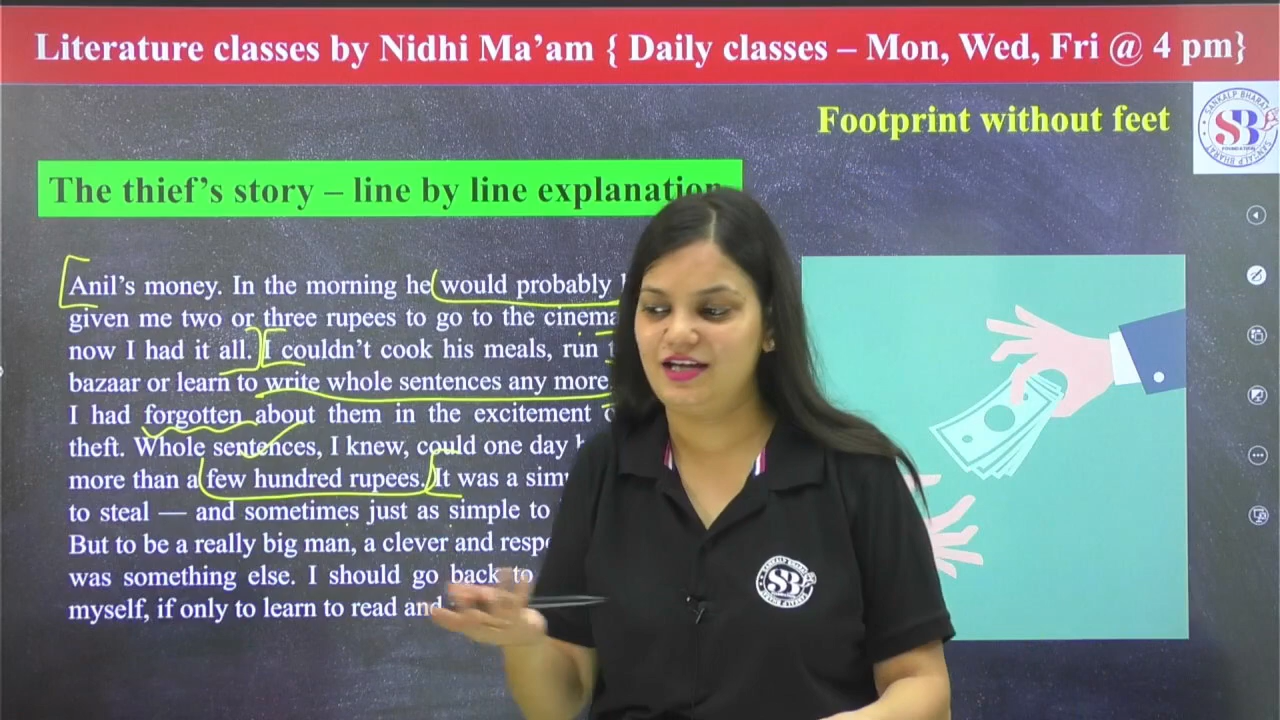 Literature classes by Nidhi Ma’am { Daily classes – Mon, Wed, Fri @ 4 pm}
Footprint without feet
SANKALP BHARAT
SB
FOUNDATION
The thief’s story – line by line explanation
Anil’s money. In the morning he would probably
given me two or three rupees to go to the cinema
now I had it all. I couldn’t cook his meals, run
bazaar or learn to write whole sentences any more
I had forgotten about them in the excitement
theft. Whole sentences, I knew, could one day
more than a few hundred rupees. It was a
to steal — and sometimes just as simple to
But to be a really big man, a clever and
was something else. I should go back to
myself, if only to learn to read and
SB